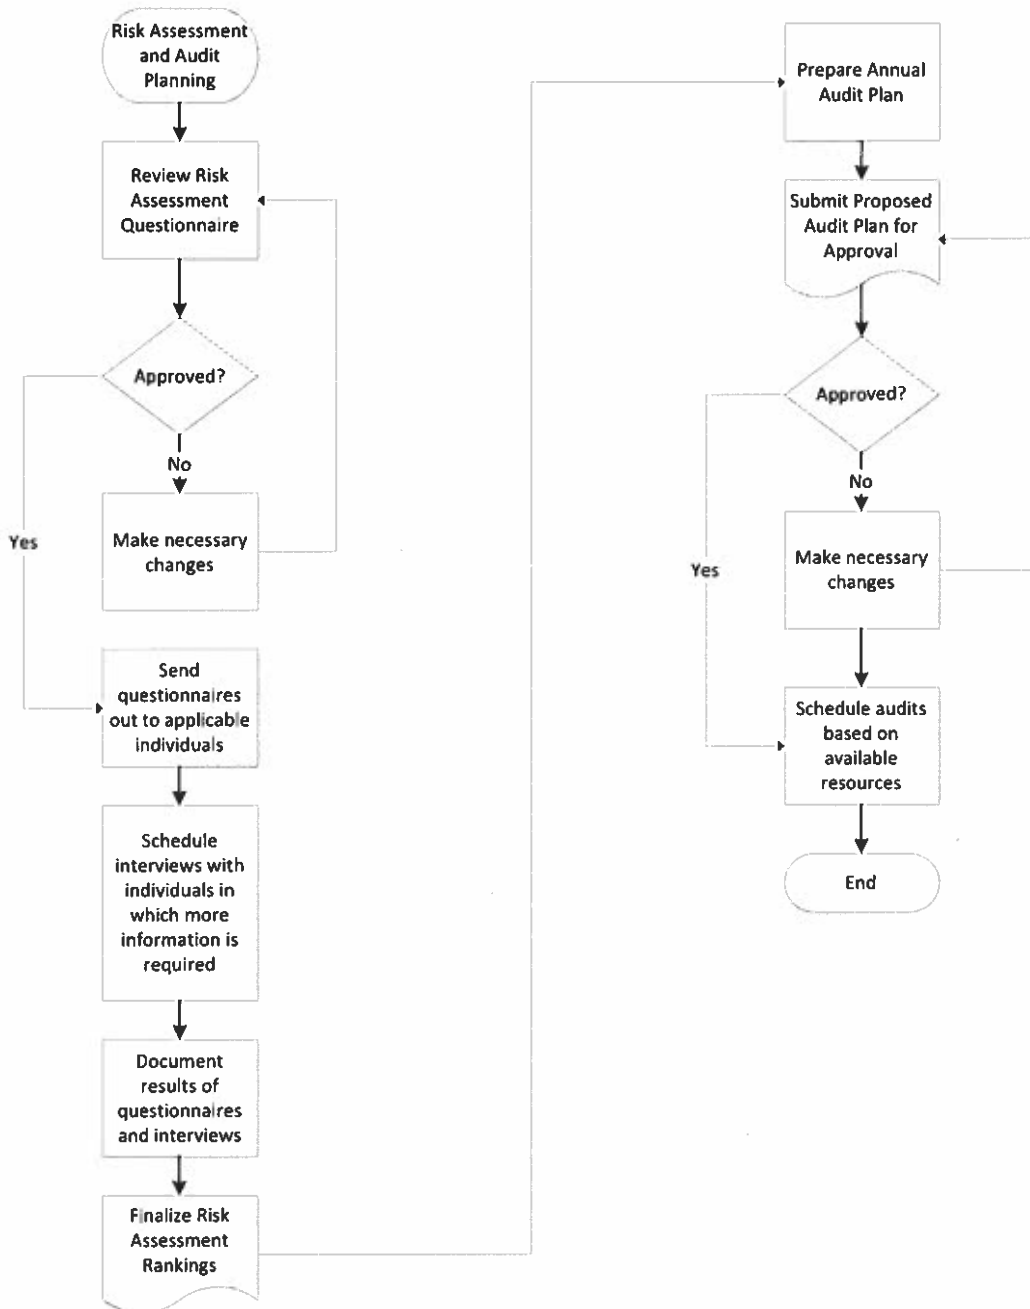 Risk Assessment
and Audit
Planning
Review Risk
Assessment
Questionnaire
Approved?
No
Make necessary
changes
Yes
Send
questionnaires
out to applicable
individuals
Schedule
interviews with
individuals in
which more
information is
required
Document
results of
questionnaires
and interviews
Finalize Risk
Assessment
Rankings
Prepare Annual
Audit Plan
Submit Proposed
Audit Plan for
Approval
Approved?
No
Make necessary
changes
Yes
Schedule audits
based on
available
resources
End